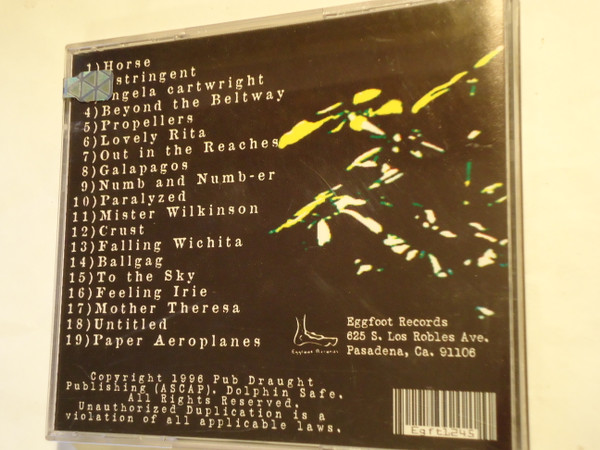 1) Horse
stringent
ngela cartwright
4) Beyond the Beltway
5) Propellers
6) Lovely Rita
7) Out in the Reaches
8) Galapagos
9) Numb and Numb-er
10) Paralyzed
11) Mister Wilkinson
12) Crust
13) Falling Wichita
14) Ballgag
15) To the Sky
16) Feeling Irie
17) Mother Theresa
18) Untitled
19) Paper Aeroplanes
Eggfoot Records
Eggfoot Records
625 S. Los Robles Ave.
Pasadena, Ca. 91106
Copyright 1996 Pub Draught
Publishing (ASCAP). Dolphin Safe.
All Rights Reserved.
Unauthorized Duplication is a
violation of all applicable laws.
Egft1245